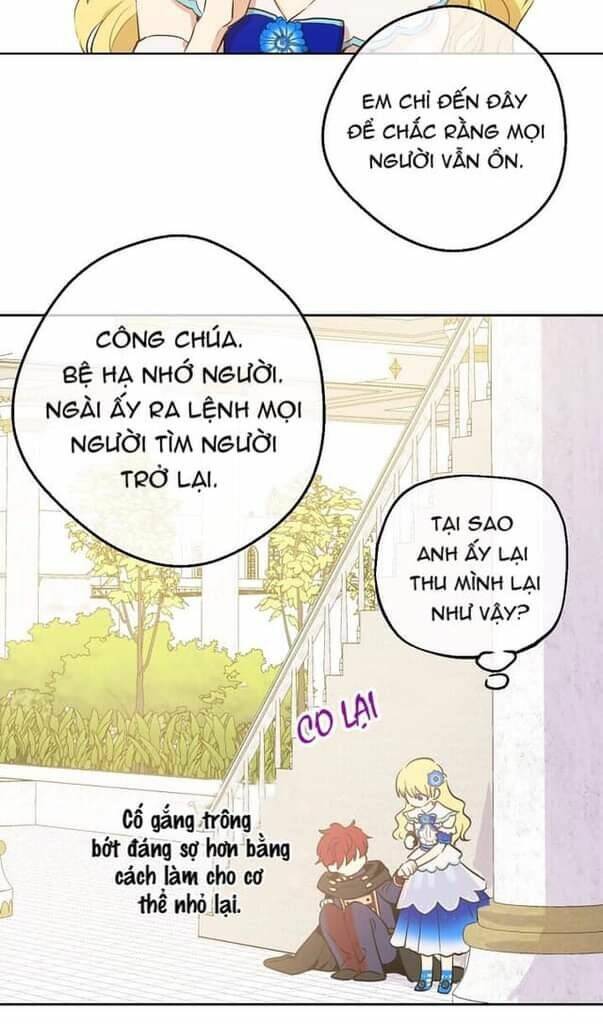 EM CHỈ ĐẾN ĐÂY
ĐỂ CHẮC RẰNG MỌI
NGƯỜI VẪN ỔN.
CÔNG CHÚA.
BỆ HẠ NHỚ NGƯỜI.
NGÀI ẤY RA LỆNH MỌI
NGƯỜI TÌM NGƯỜI
TRỞ LẠI.
TẠI SAO
ANH ẤY LẠI
THU MÌNH LẠI
NHƯ VẬY?
CO LẠI
Cố gắng trông
bớt đáng sợ hơn bằng
cách làm cho cơ
thể nhỏ lại.